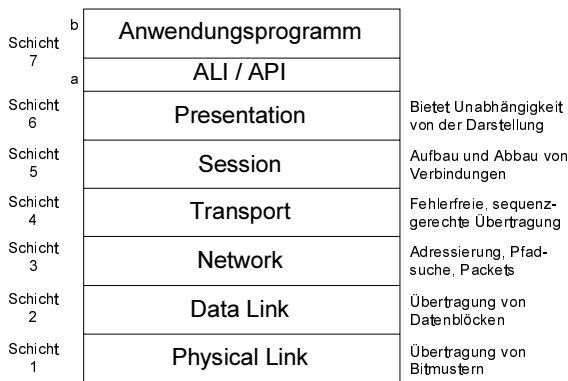 b
Schicht
7
Anwendungsprogramm
a
ALI / API
Schicht
6
Presentation
Bietet Unabhängigkeit
von der Darstellung
Schicht
5
Session
Aufbau und Abbau von
Verbindungen
Schicht
4
Transport
Fehlerfreie, sequenz-
gerechte Übertragung
Schicht
3
Network
Adressierung, Pfad-
suche, Packets
Schicht
2
Data Link
Übertragung von
Datenblöcken
Schicht
1
Physical Link
Übertragung von
Bitmustern